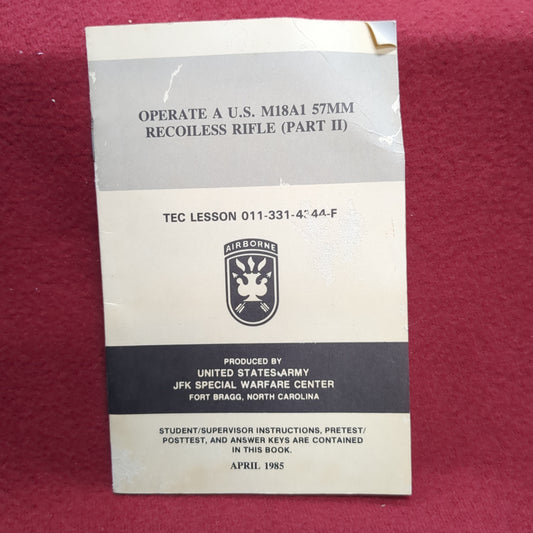 OPERATE A U.S. M18A1 57MM
RECOILESS RIFLE (PART II)
TEC LESSON 011-331-4344-F
AIRBORNE
PRODUCED BY
UNITED STATES ARMY
JFK SPECIAL WARFARE CENTER
FORT BRAGG, NORTH CAROLINA
STUDENT/SUPERVISOR INSTRUCTIONS, PRETEST/
POSTTEST, AND ANSWER KEYS ARE CONTAINED
IN THIS BOOK.
APRIL 1985